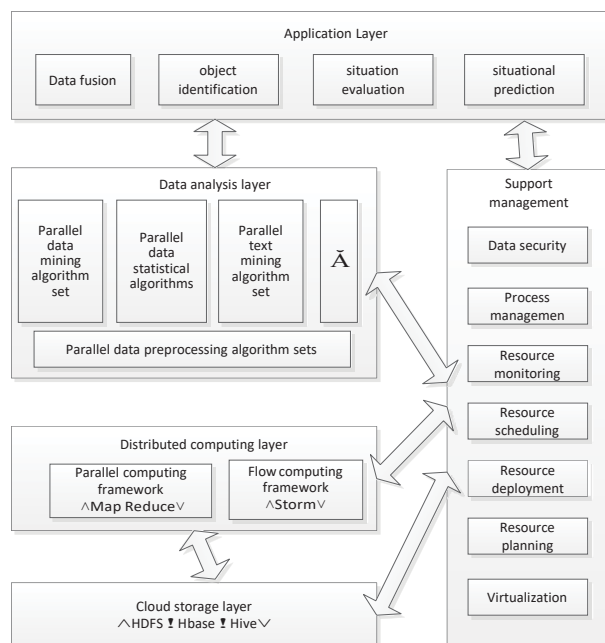 Application Layer
Data fusion
object
identification
situation
evaluation
situational
prediction
Data analysis layer
Parallel
data
mining
algorithm
set
Parallel
data
statistical
algorithms
Parallel
text
mining
algorithm
set
Ă
Parallel data preprocessing algorithm sets
Support
management
Data security
Process
managemen
Resource
monitoring
Resource
scheduling
Resource
deployment
Resource
planning
Virtualization
Distributed computing layer
Parallel computing
framework
˄Map Reduce˅
Flow computing
framework
˄Storm˅
Cloud storage layer
˄HDFS ! Hbase ! Hive˅